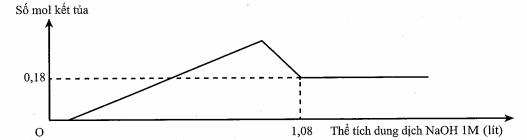 Số mol kết tủa
0,18
O
1,08
Thể tích dung dịch NaOH 1M (lít)